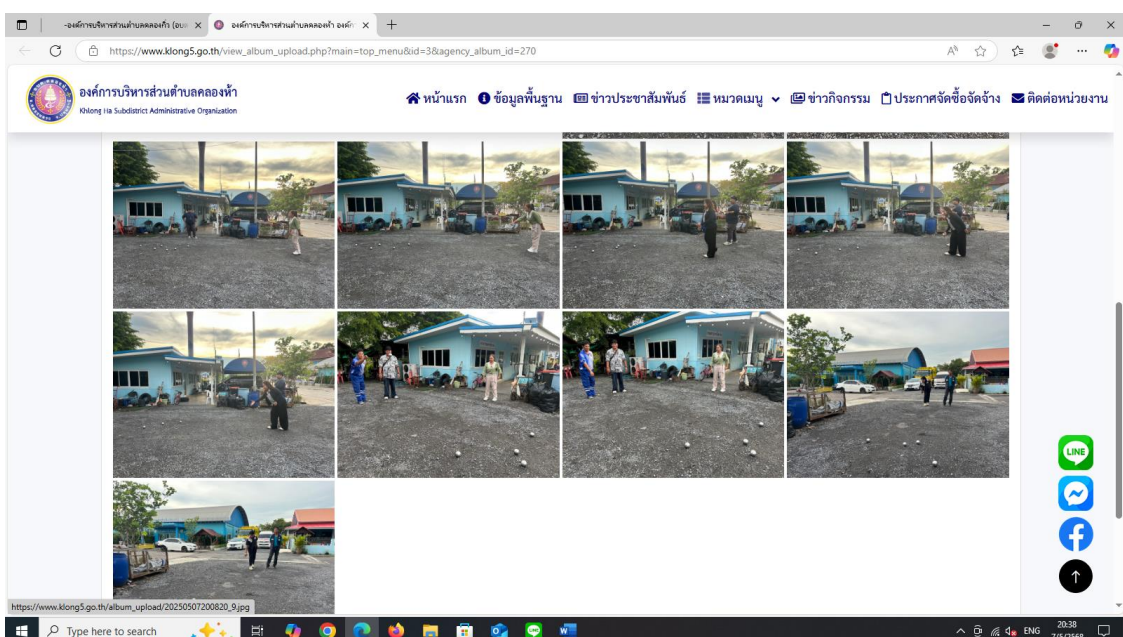 -องค์การบริหารส่วนตำบลคลองห้า (อบต
องค์การบริหารส่วนตำบลคลองห้า องค์ก
https://www.klong5.go.th/view_album_upload.php?main=top_menu&id=3&agency_album_id=270
องค์การบริหารส่วนตำบลคลองห้า
Khlong Ha Subdistrict Administrative Organization
หน้าแรก ข้อมูลพื้นฐาน ข่าวประชาสัมพันธ์ หมวดเมนู ข่าวกิจกรรม ประกาศจัดซื้อจัดจ้าง ติดต่อหน่วยงาน
LINE
https://www.klong5.go.th/album_upload/20250507200820_9.jpg
Type here to search
ENG
20:38
7/5/2568